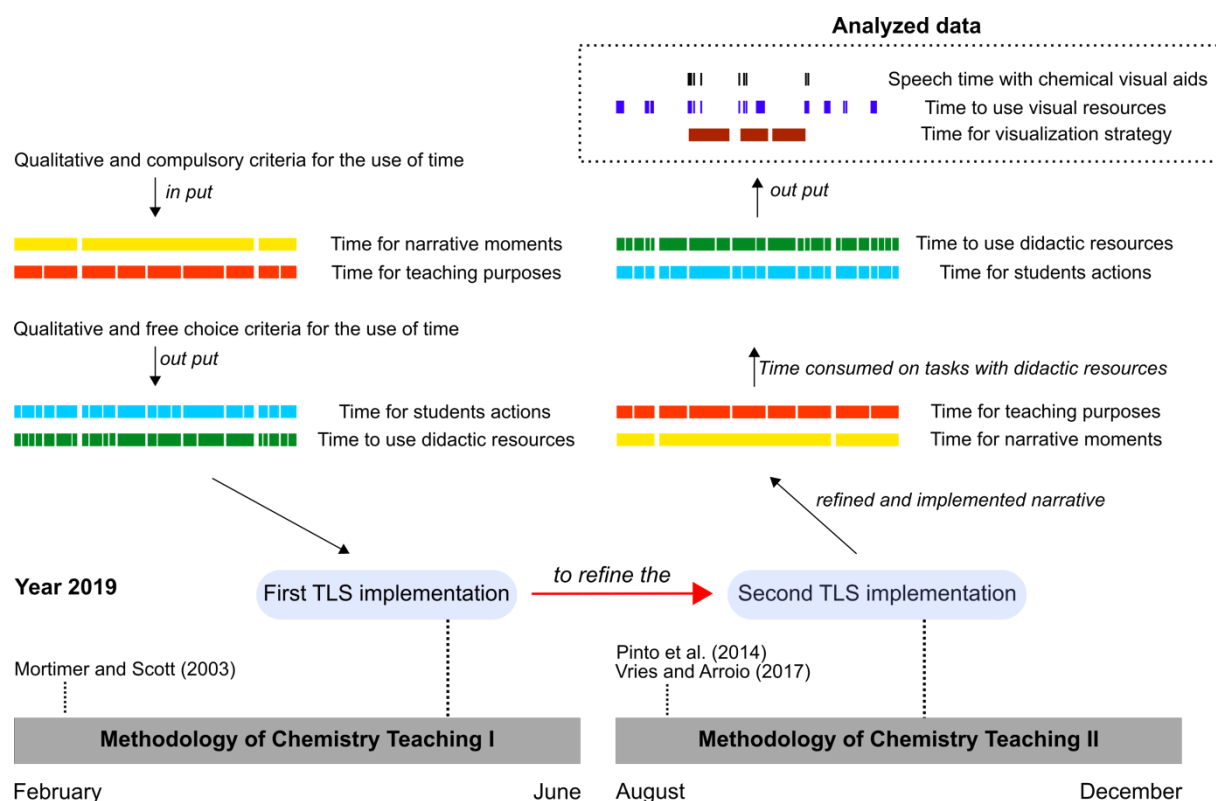 Analyzed data
Speech time with chemical visual aids
Time to use visual resources
Time for visualization strategy
Qualitative and compulsory criteria for the use of time
in put
out put
Time for narrative moments
Time to use didactic resources
Time for teaching purposes
Time for students actions
Qualitative and free choice criteria for the use of time
out put
Time consumed on tasks with didactic resources
Time for students actions
Time for teaching purposes
Time to use didactic resources
Time for narrative moments
refined and implemented narrative
Year 2019
First TLS implementation
to refine the
Second TLS implementation
Mortimer and Scott (2003)
Pinto et al. (2014)
Vries and Arroio (2017)
Methodology of Chemistry Teaching I
Methodology of Chemistry Teaching II
February
June
August
December